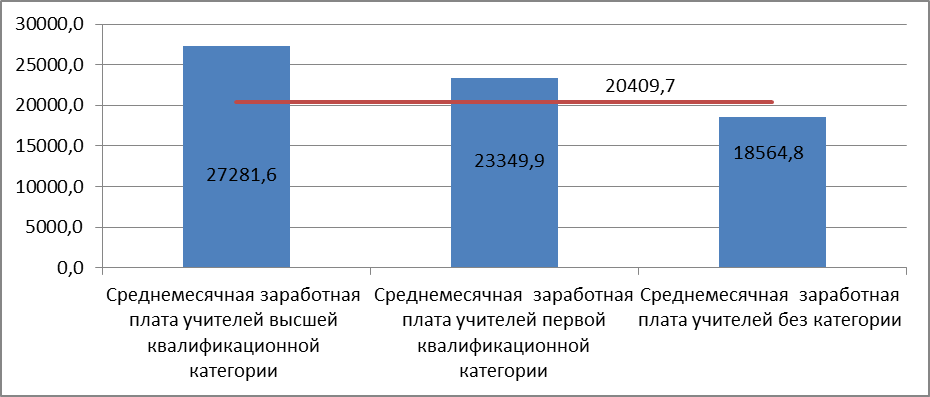 30000,0
25000,0
20000,0
15000,0
10000,0
5000,0
0,0
20409,7
27281,6
23349,9
18564,8
Среднемесячная заработная
плата учителей высшей
квалификационной
категории
Среднемесячная  заработная
плата учителей первой
квалификационной
категории
Среднемесячная  заработная
плата учителей без категории